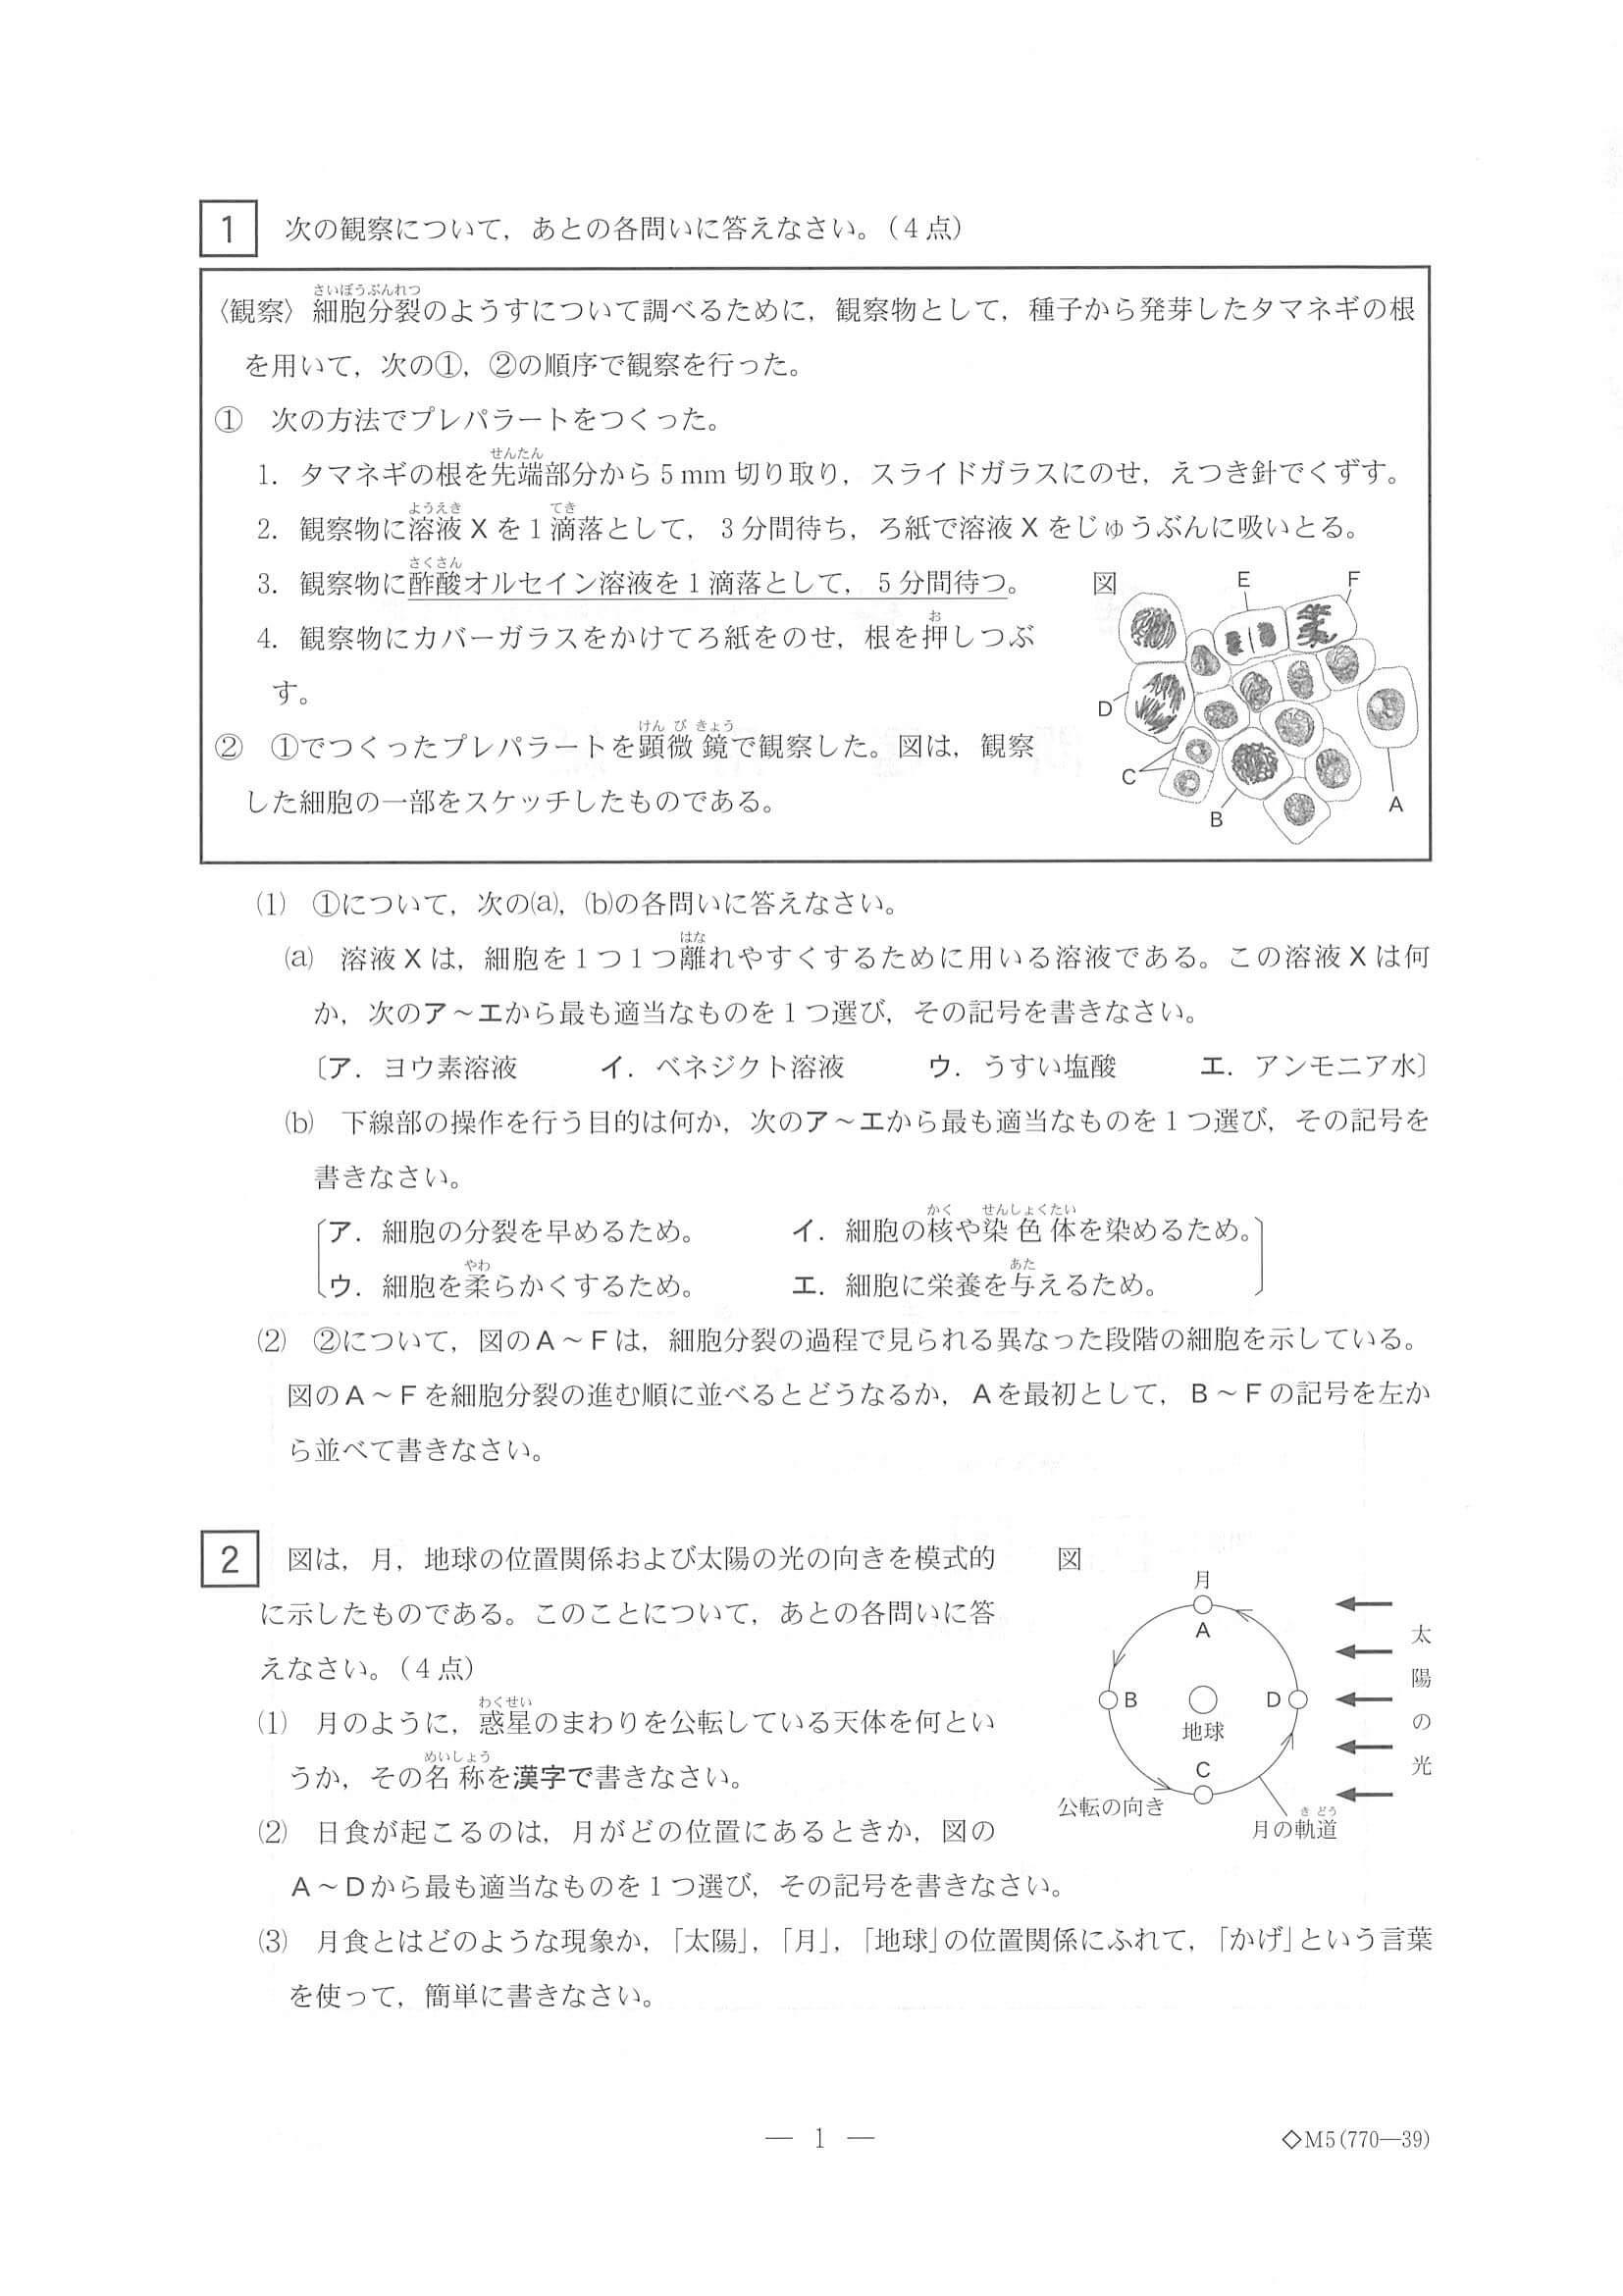 1 次の観察について，あとの各問いに答えなさい。（４点）
〈観察〉 細胞分裂のようすについて調べるために，観察物として，種子から発芽したタマネギの根
さいぼうぶんれつ
を用いて，次の①，②の順序で観察を行った。
① 次の方法でプレパラートをつくった。
せんたん
1．タマネギの根を先端部分から 5 mm 切り取り，スライドガラスにのせ，えつき針でくずす。
ようえき てき
2．観察物に溶液 X を 1 滴落として， 3 分間待ち，ろ紙で溶液 X をじゅうぶんに吸いとる。
さくさん
3．観察物に酢酸オルセイン溶液を 1 滴落として， 5 分間待つ。
お
4．観察物にカバーガラスをかけてろ紙をのせ，根を押しつぶ
す。
けんびきょう
② ①でつくったプレパラートを顕微鏡で観察した。図は，観察
した細胞の一部をスケッチしたものである。
図
E
F
D
C
B
A
⑴ ①について，次の⒜，⒝の各問いに答えなさい。
はな
⒜ 溶液 X は，細胞を 1 つ 1 つ離れやすくするために用いる溶液である。この溶液 X は何
か，次のア～エから最も適当なものを 1 つ選び，その記号を書きなさい。
〔ア．ヨウ素溶液 イ．ベネジクト溶液 ウ．うすい塩酸 エ．アンモニア水〕
⒝ 下線部の操作を行う目的は何か，次のア～エから最も適当なものを 1 つ選び，その記号を
書きなさい。
かく せんしょくたい
ア．細胞の分裂を早めるため。 イ．細胞の核や染色体を染めるため。
やわ あた
ウ．細胞を柔らかくするため。 エ．細胞に栄養を与えるため。
⑵ ②について，図のA～Fは，細胞分裂の過程で見られる異なった段階の細胞を示している。
図のA～Fを細胞分裂の進む順に並べるとどうなるか，Aを最初として，B～Fの記号を左か
ら並べて書きなさい。
2 図は，月，地球の位置関係および太陽の光の向きを模式的
に示したものである。このことについて，あとの各問いに答
えなさい。（４点）
わくせい
⑴ 月のように，惑星のまわりを公転している天体を何とい
めいしょう
うか，その名称を漢字で書きなさい。
⑵ 日食が起こるのは，月がどの位置にあるときか，図の
A～Dから最も適当なものを 1 つ選び，その記号を書きなさい。
⑶ 月食とはどのような現象か，「太陽」，「月」，「地球」の位置関係にふれて，「かげ」という言葉
を使って，簡単に書きなさい。
図
月
A
B
D
地球
C
公転の向き
きどう
月の軌道
太陽の光
— 1 —
◇M5(770—39)